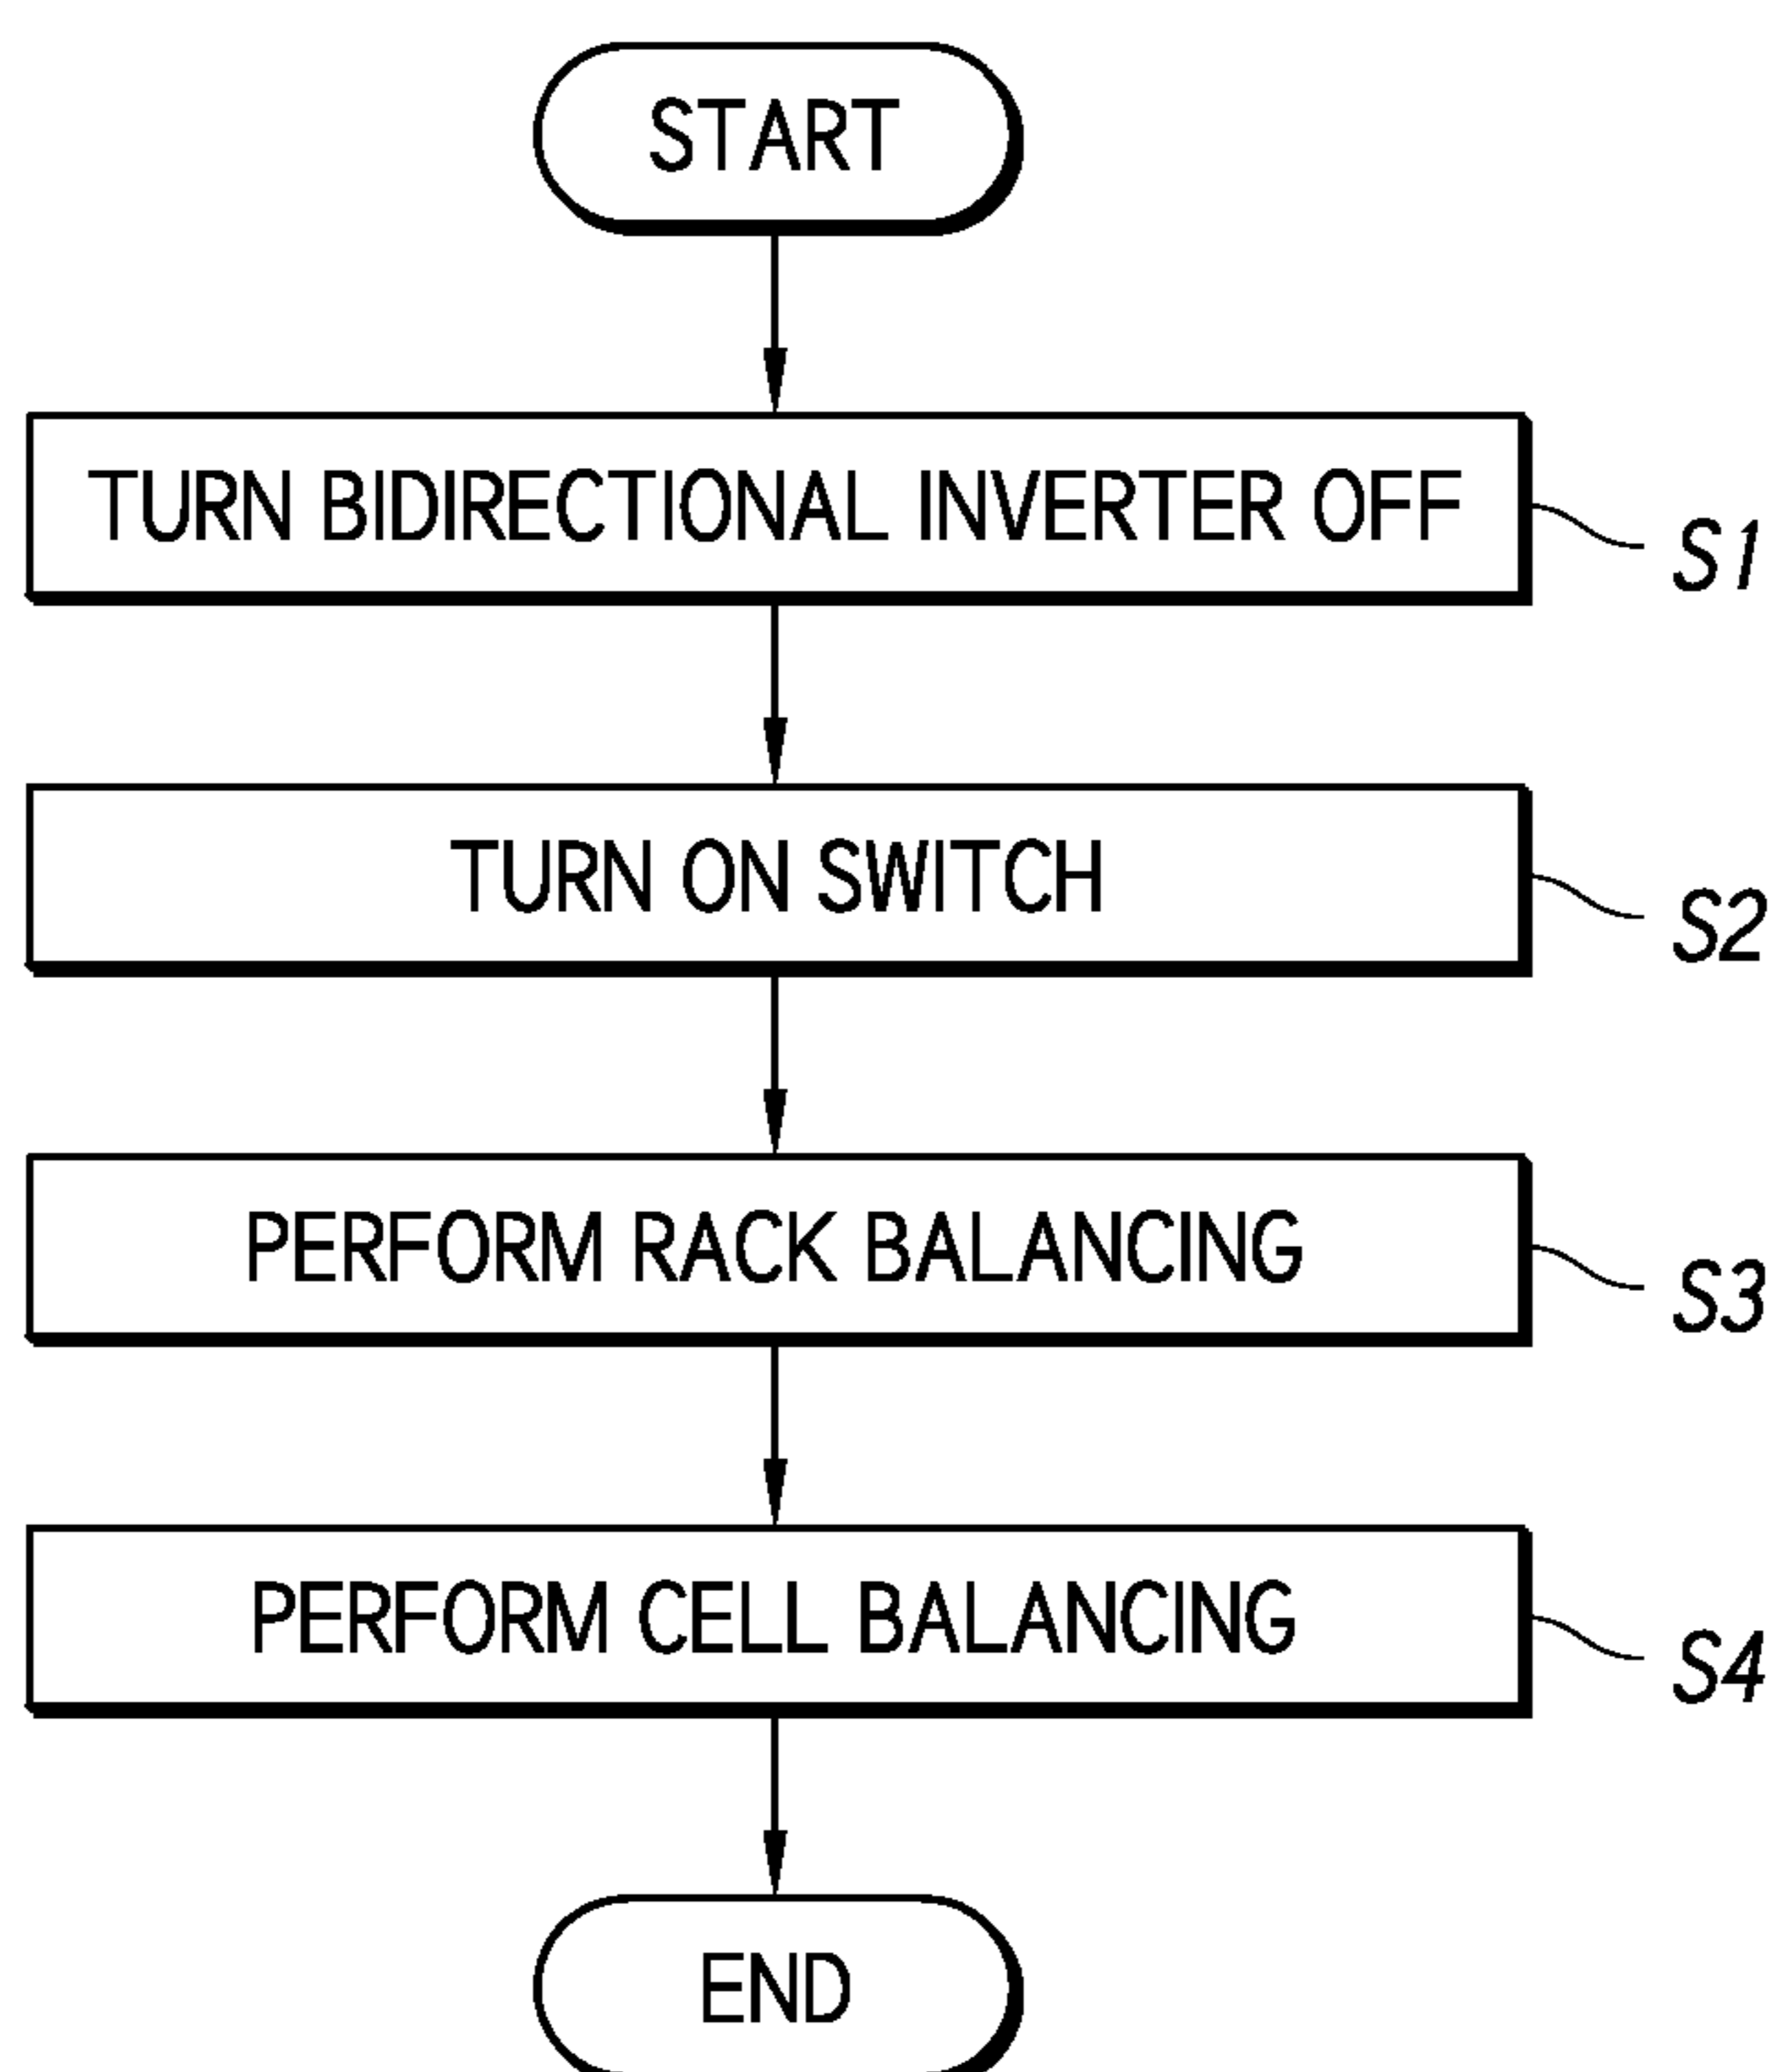 START
TURN BIDIRECTIONAL INVERTER OFF
S1
TURN ON SWITCH
S2
PERFORM RACK BALANCING
S3
PERFORM CELL BALANCING
S4
END